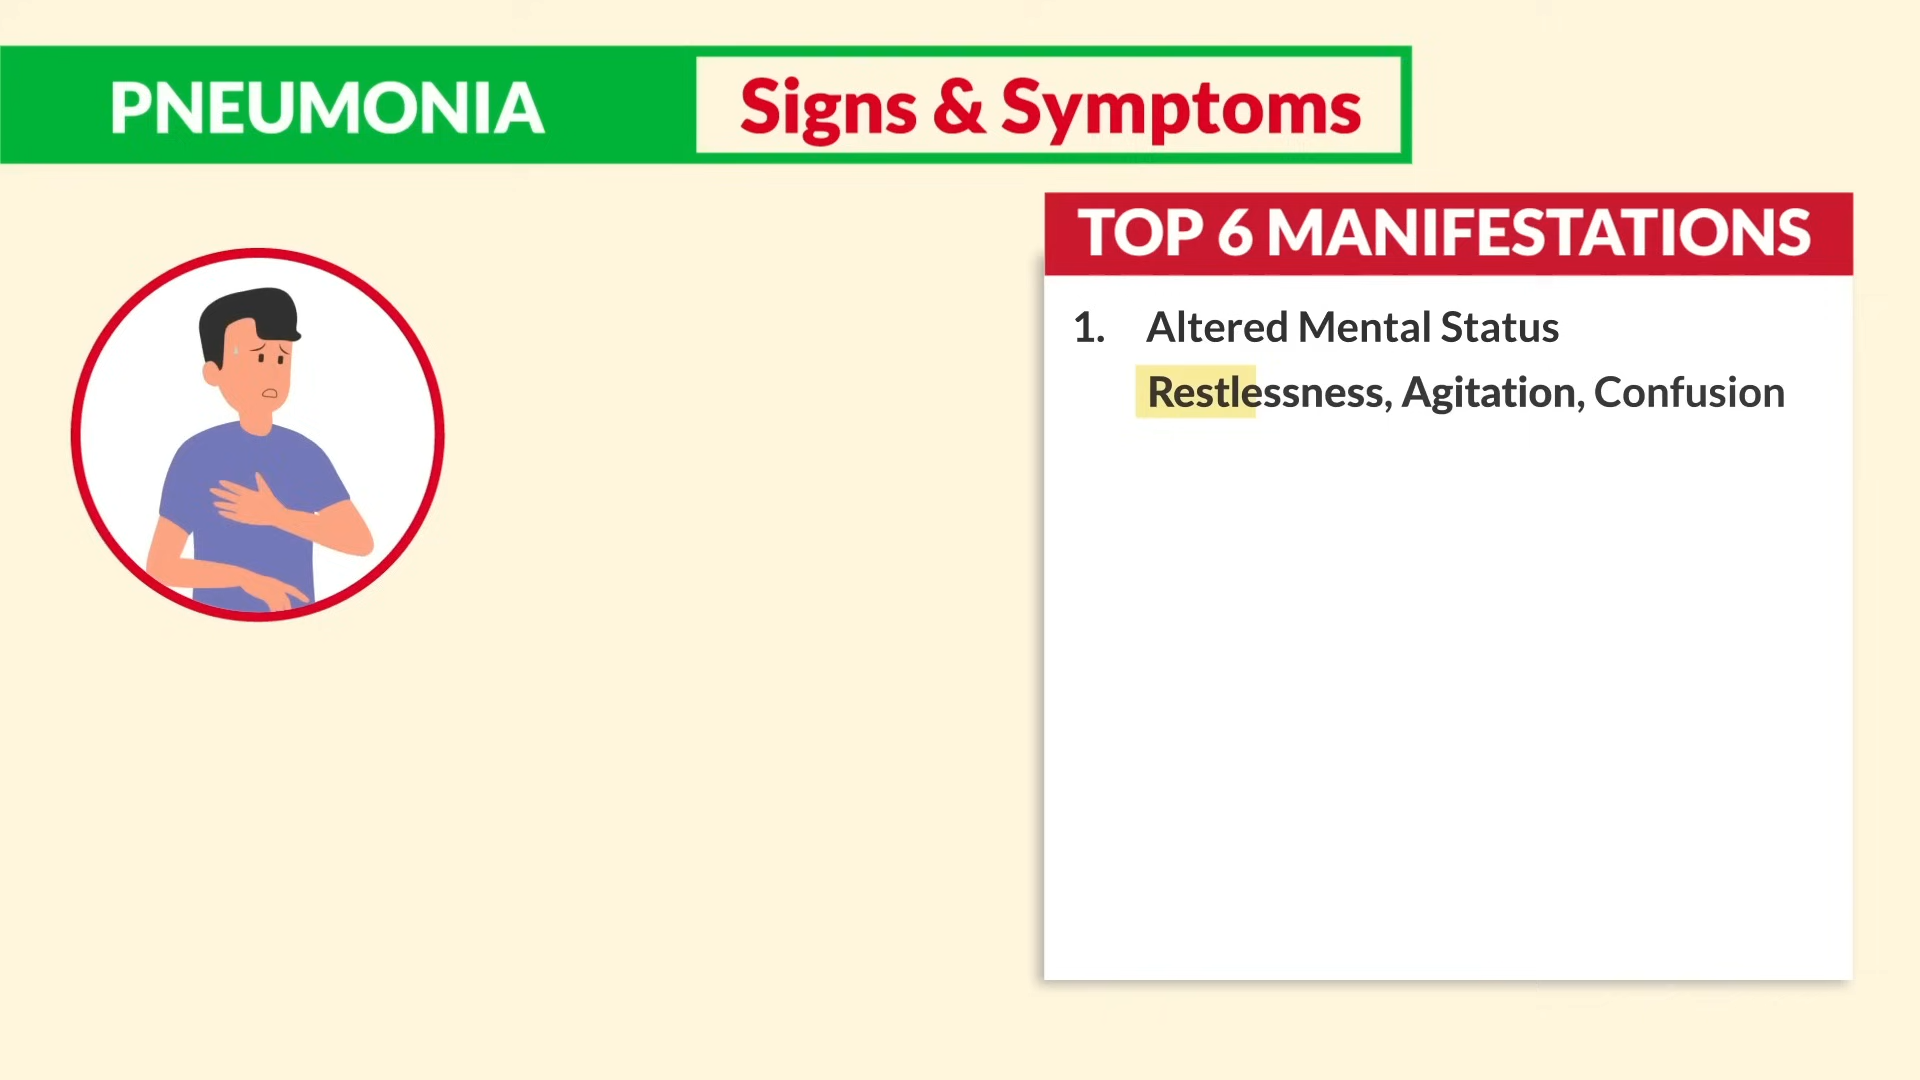 PNEUMONIA
Signs & Symptoms
TOP 6 MANIFESTATIONS
1. Altered Mental Status
Restlessness, Agitation, Confusion